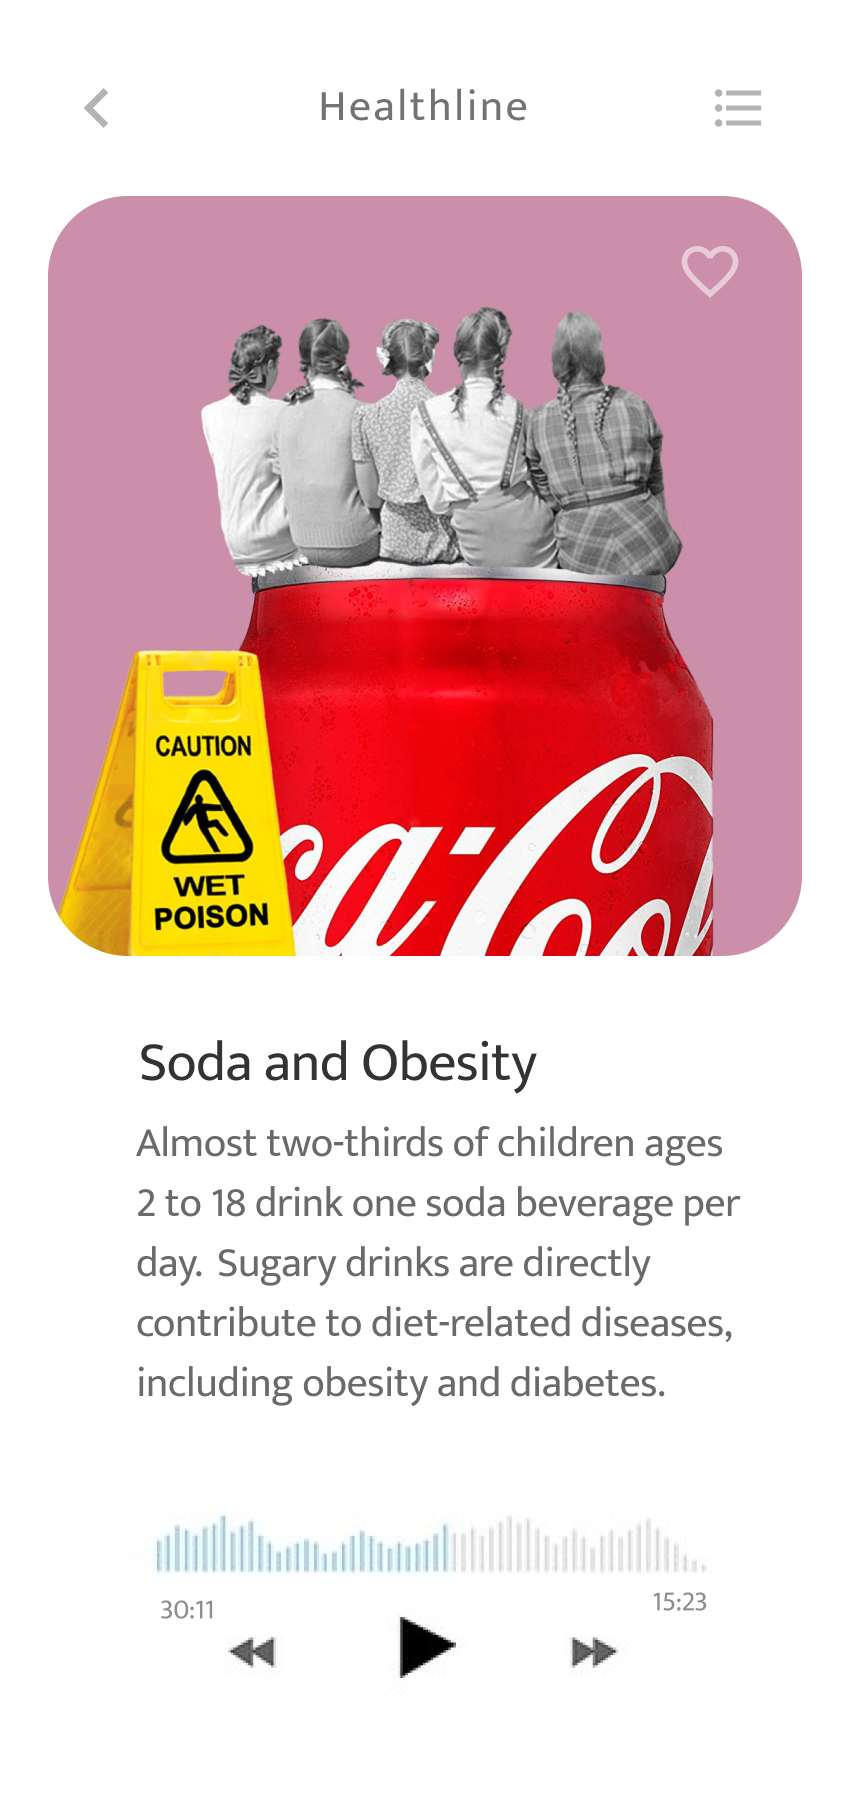 Healthline
CAUTION
WET
POISON
ca-Col
Soda and Obesity
Almost two-thirds of children ages
2 to 18 drink one soda beverage per
day. Sugary drinks are directly
contribute to diet-related diseases,
including obesity and diabetes.
30:11
15:23